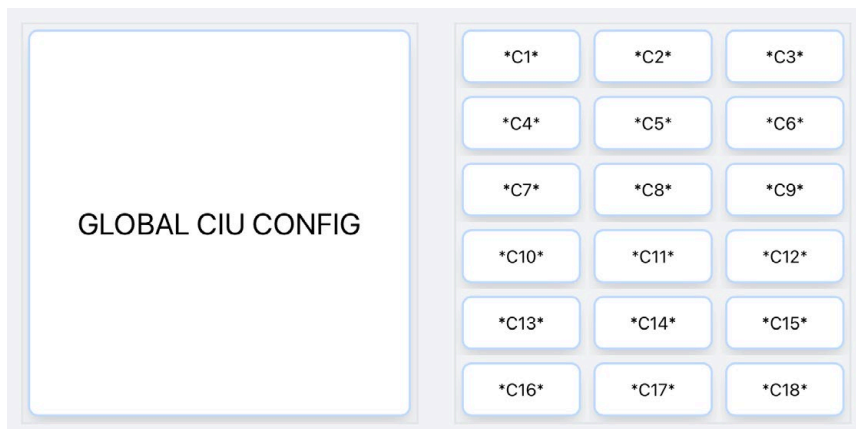 GLOBAL CIU CONFIG
*C1* *C2* *C3*
*C4* *C5* *C6*
*C7* *C8* *C9*
*C10* *C11* *C12*
*C13* *C14* *C15*
*C16* *C17* *C18*